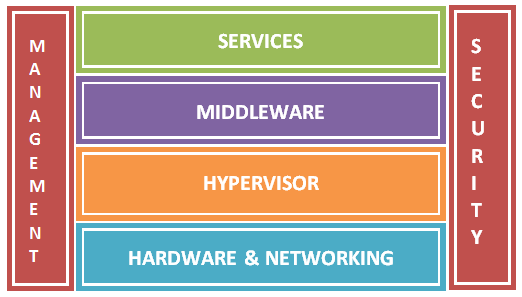 MANAGEMENT
SERVICES
MIDDLEWARE
HYPERVISOR
HARDWARE & NETWORKING
SECURITY